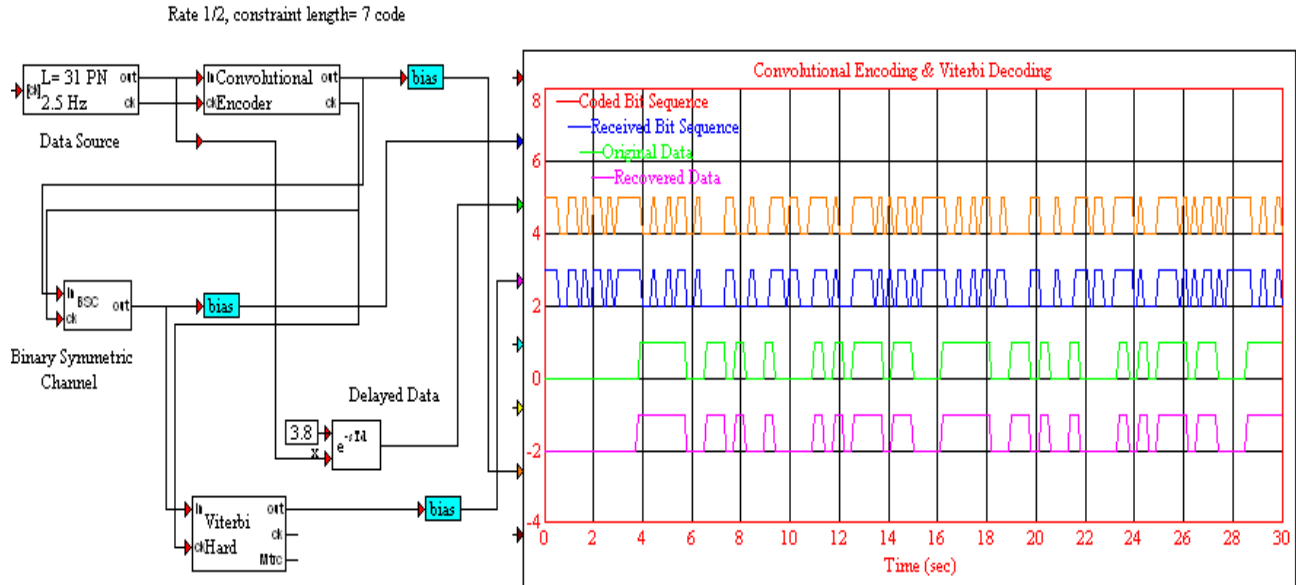 Rate 1/2, constraint length= 7 code
[ck] L= 31 PN out
2.5 Hz ck
Data Source
In Convolutional out
ck Encoder ck
bias
In BSC out
ck
bias
Binary Symmetric
Channel
Delayed Data
3.8
x
e-sTd
In Viterbi out
ck Hard ck
Mtrc
bias
Convolutional Encoding & Viterbi Decoding
Coded Bit Sequence
Received Bit Sequence
Original Data
Recovered Data
8
6
4
2
0
-2
-4
0 2 4 6 8 10 12 14 16 18 20 22 24 26 28 30
Time (sec)